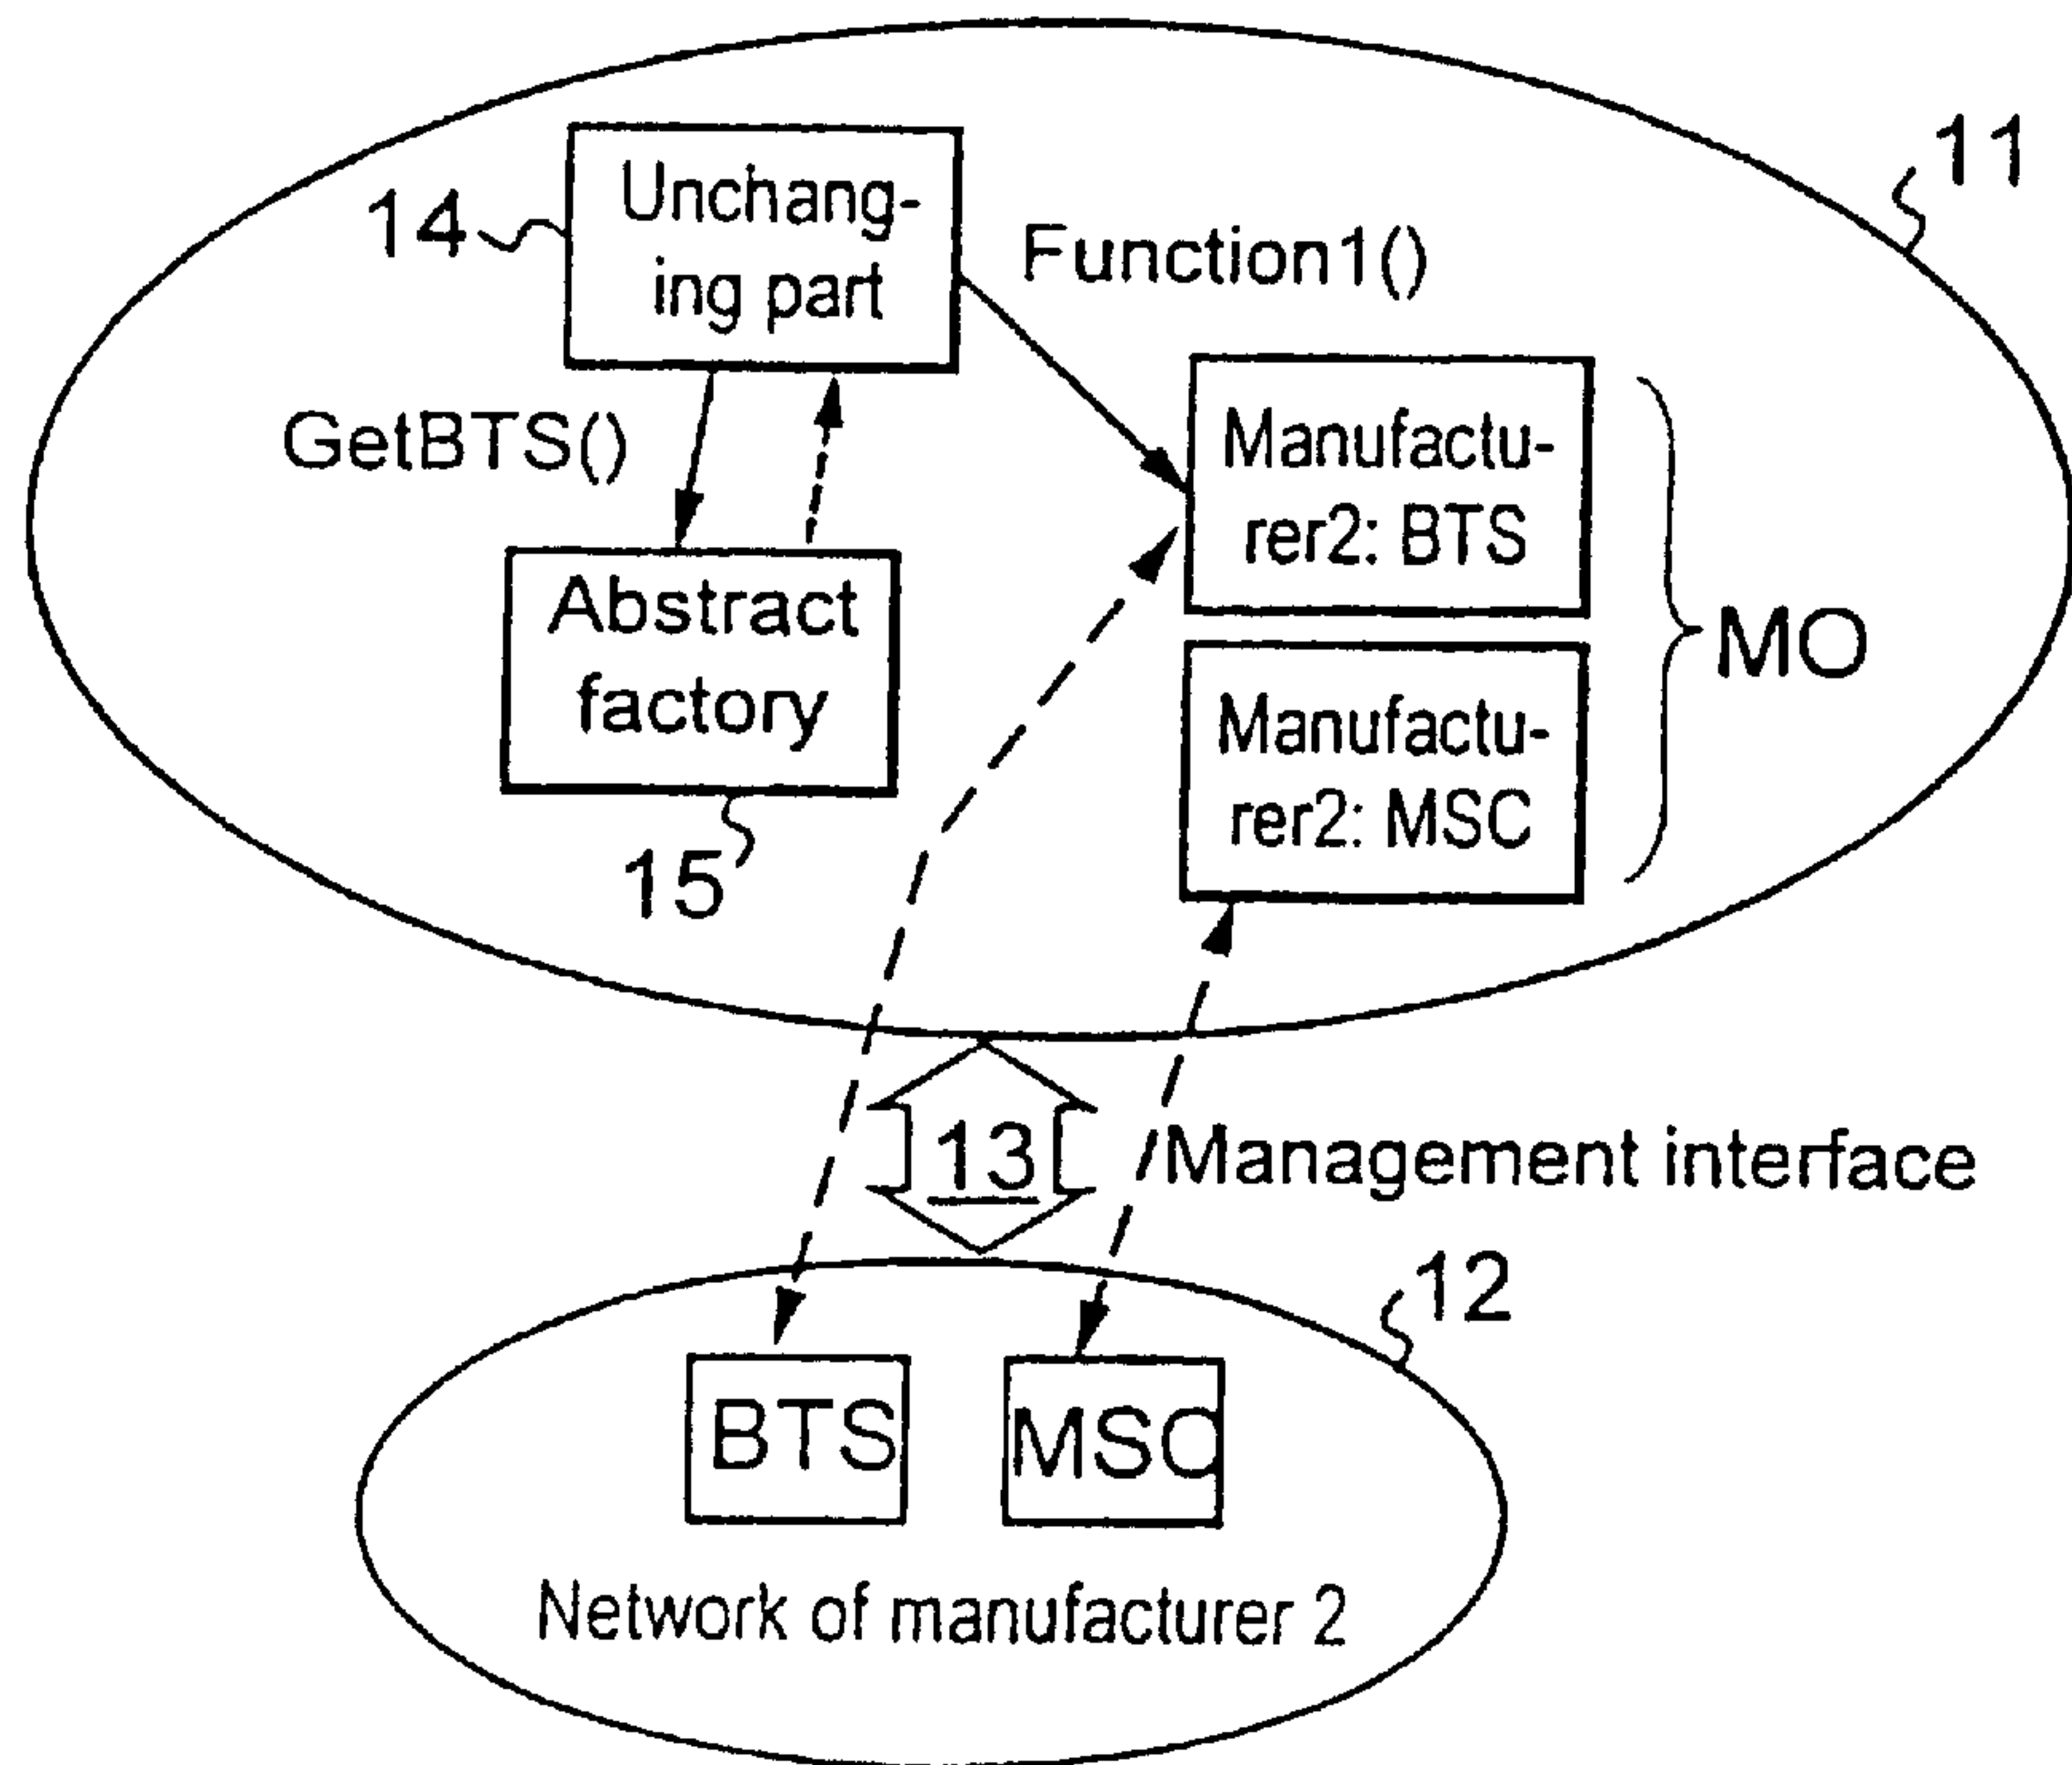 11
14
Unchang-
ing part
Function1()
GetBTS()
Manufactu-
rer2: BTS
Abstract
factory
MO
Manufactu-
rer2: MSC
15
13
Management interface
12
BTS
MSC
Network of manufacturer 2